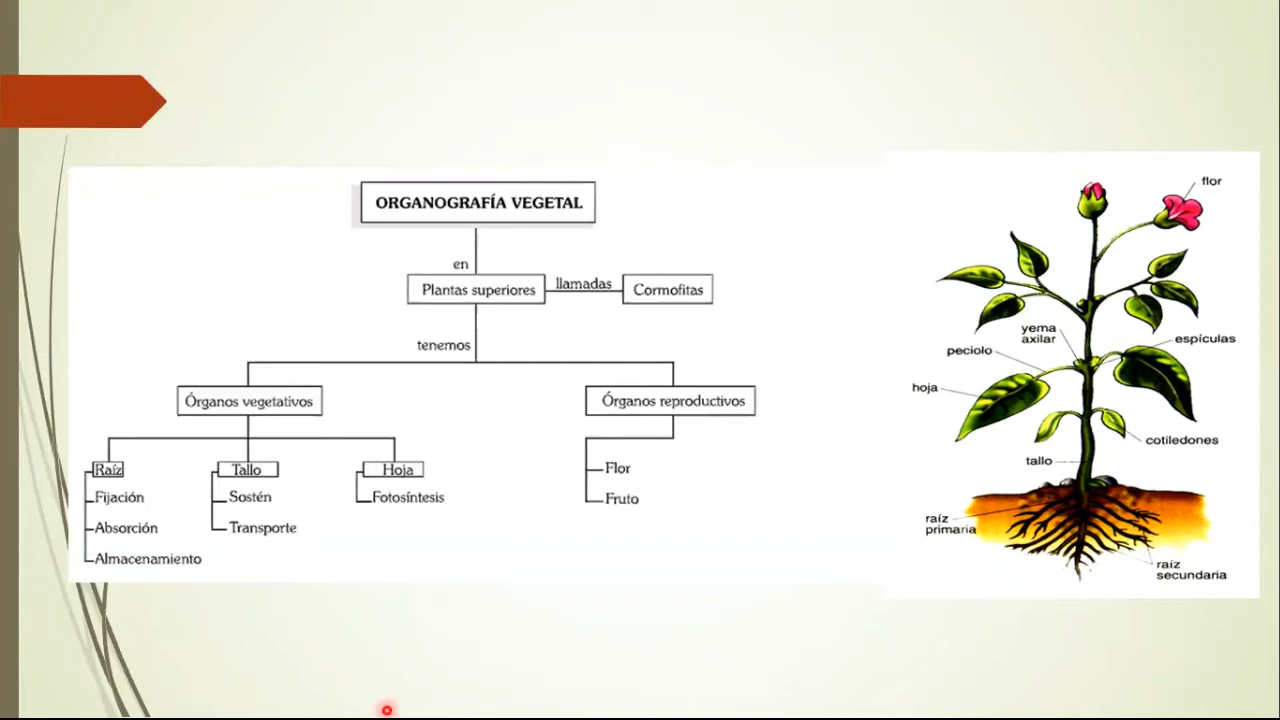 ORGANOGRAFÍA VEGETAL
en
Plantas superiores
llamadas
Cormofitas
tenemos
Órganos vegetativos
Órganos reproductivos
Raíz
Fijación
Absorción
Almacenamiento
Tallo
Sostén
Transporte
Hoja
Fotosíntesis
Flor
Fruto
flor
yema
axilar
espículas
peciolo
hoja
cotiledones
tallo
raíz
primaria
raíz
secundaria